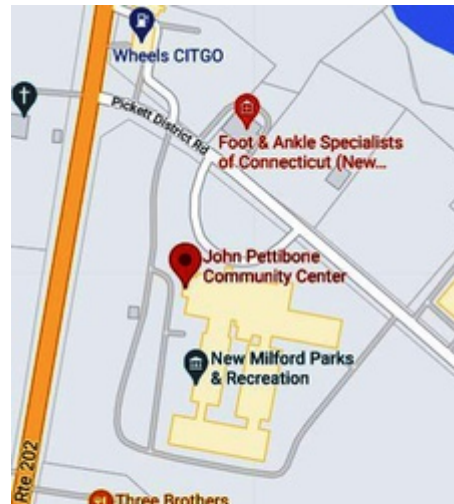 Wheels CITGO
Pickett District Rd
Foot & Ankle Specialists
of Connecticut (New...
John Pettibone
Community Center
New Milford Parks
& Recreation
Rte 202
Three Brothers